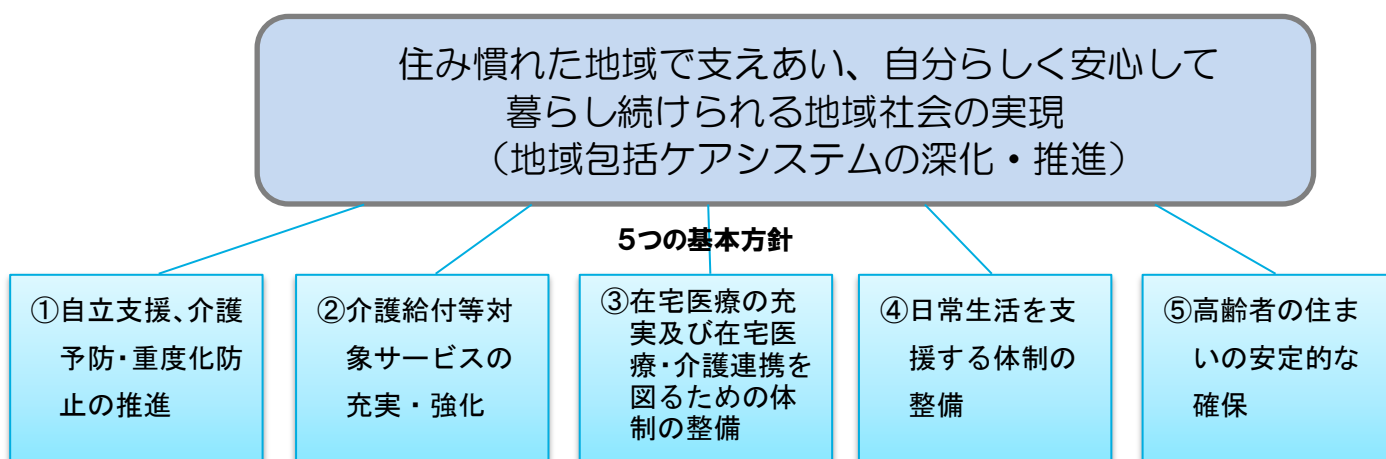 住み慣れた地域で支えあい、自分らしく安心して
暮らし続けられる地域社会の実現
（地域包括ケアシステムの深化・推進）
5つの基本方針
①自立支援、介護
予防・重度化防
止の推進
②介護給付等対
象サービスの
充実・強化
③在宅医療の充
実及び在宅医
療・介護連携を
図るための体
制の整備
④日常生活を支
援する体制の
整備
⑤高齢者の住ま
いの安定的な
確保